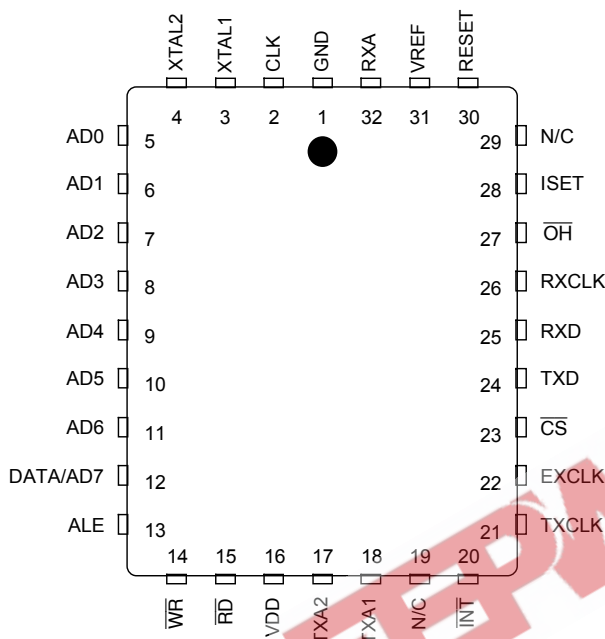 XTAL2 XTAL1 CLK GND RXA VREF RESET
4 3 2 1 32 31 30
AD0 5 29 N/C
AD1 6 28 ISET
AD2 7 27 OH
AD3 8 26 RXCLK
AD4 9 25 RXD
AD5 10 24 TXD
AD6 11 23 CS
DATA/AD7 12 22 EXCLK
ALE 13 21 TXCLK
14 15 16 17 18 19 20
WR RD VDD TXA2 TXA1 N/C INT